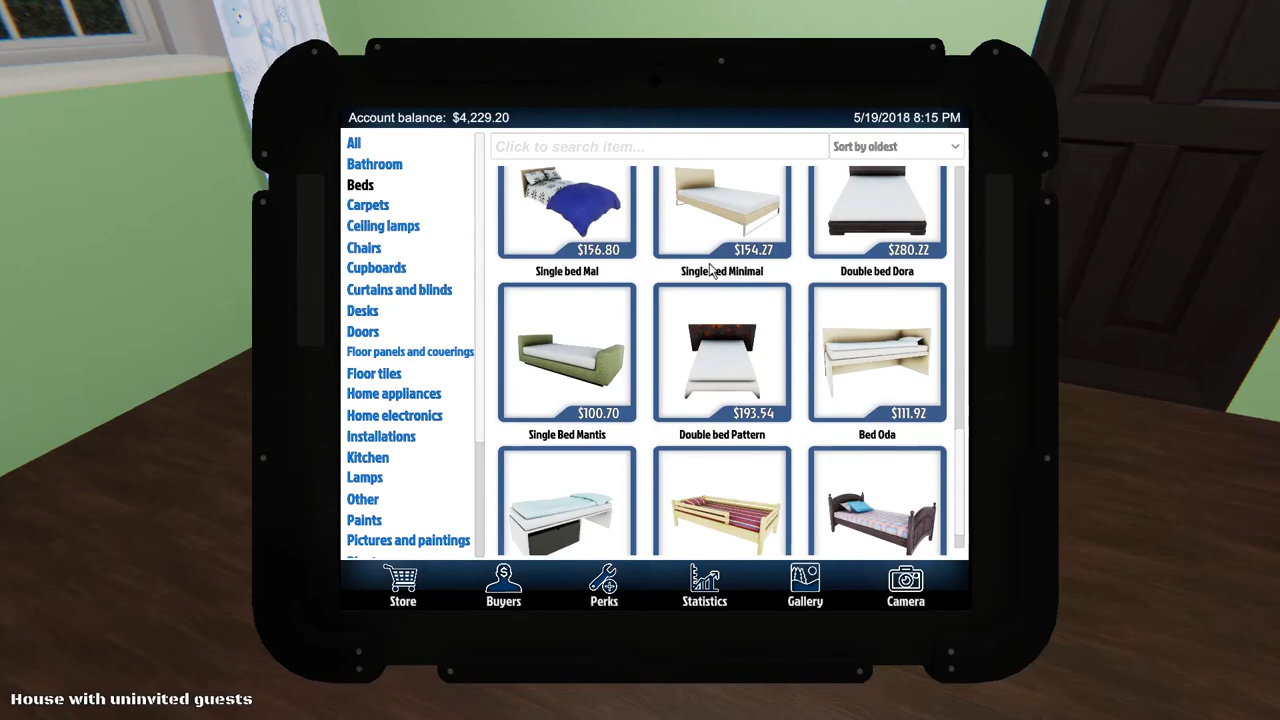 Account balance: $4,229.20
5/19/2018 8:15 PM
Click to search item...
Sort by oldest
All
Bathroom
Beds
Carpets
Ceiling lamps
Chairs
Cupboards
Curtains and blinds
Desks
Doors
Floor panels and coverings
Floor tiles
Home appliances
Home electronics
Installations
Kitchen
Lamps
Other
Paints
Pictures and paintings
$156.80
$154.27
$280.22
Single bed Mal
Single bed Minimal
Double bed Dora
$100.70
$193.54
$111.92
Single Bed Mantis
Double bed Pattern
Bed Oda
Store
Buyers
Perks
Statistics
Gallery
Camera
House with uninvited guests